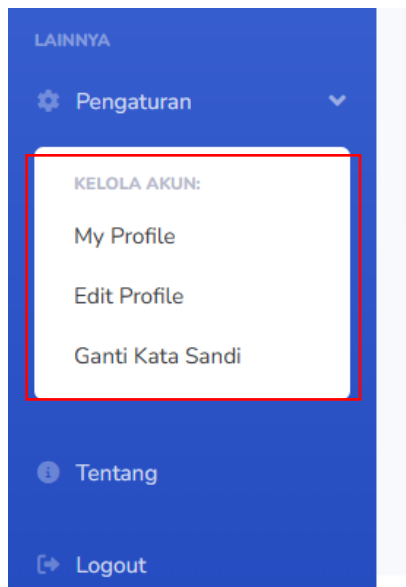 LAINNYA
Pengaturan
KELOLA AKUN:
My Profile
Edit Profile
Ganti Kata Sandi
Tentang
Logout